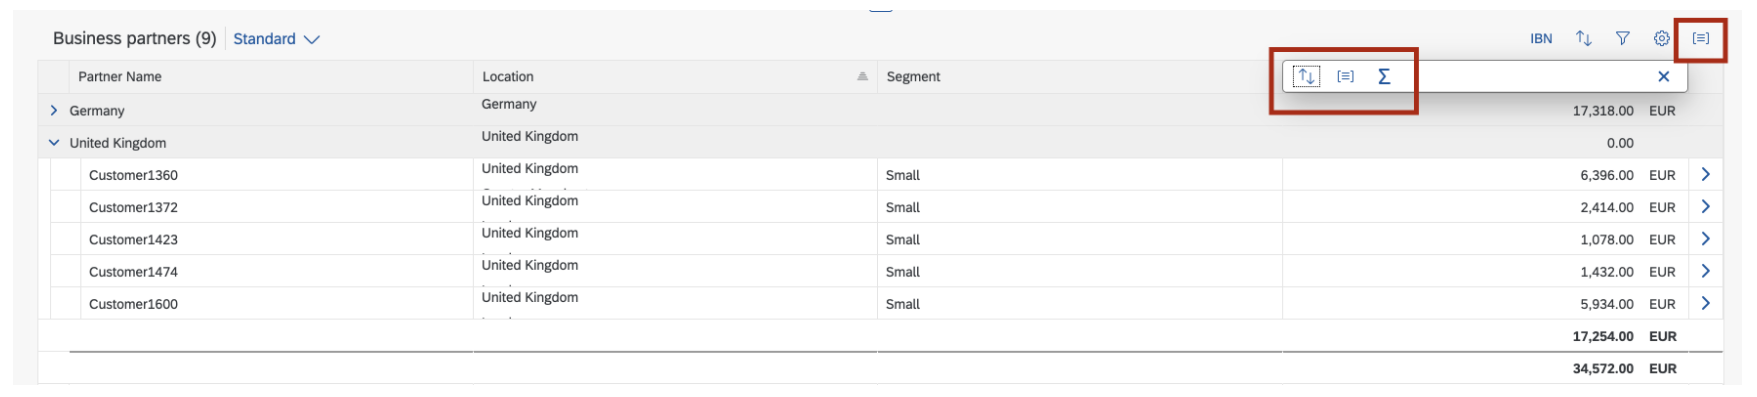 Business partners (9) Standard IBN
Partner Name Location Segment Σ
Germany Germany 17,318.00 EUR
United Kingdom United Kingdom 0.00
Customer1360 United Kingdom Small 6,396.00 EUR
Customer1372 United Kingdom Small 2,414.00 EUR
Customer1423 United Kingdom Small 1,078.00 EUR
Customer1474 United Kingdom Small 1,432.00 EUR
Customer1600 United Kingdom Small 5,934.00 EUR
17,254.00 EUR
34,572.00 EUR